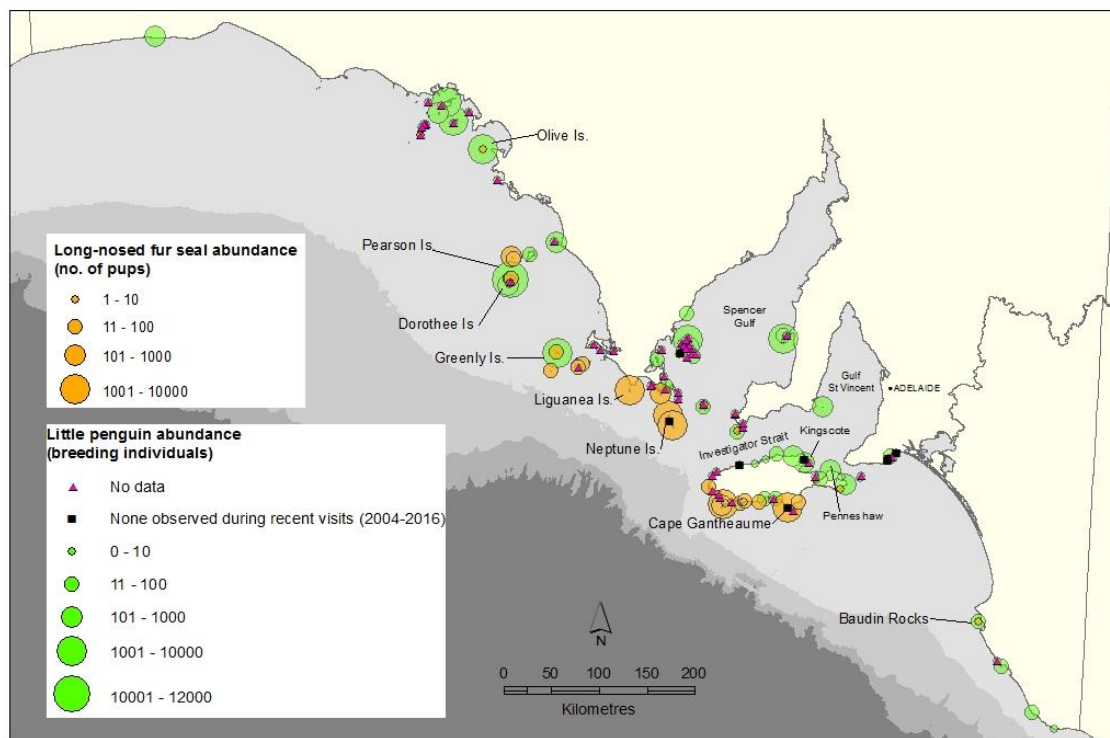 Olive Is.
Pearson Is.
Dorothee Is
Greenly Is.
Liguanea Is.
Neptune Is.
Spencer
Gulf
Gulf
St Vincent
ADELAIDE
Investigator Strait
Kingscote
Cape Gantheaume
Penneshaw
Baudin Rocks
Long-nosed fur seal abundance
(no. of pups)
1 - 10
11 - 100
101 - 1000
1001 - 10000
Little penguin abundance
(breeding individuals)
No data
None observed during recent visits (2004-2016)
0 - 10
11 - 100
101 - 1000
1001 - 10000
10001 - 12000
N
0 50 100 150 200
Kilometres